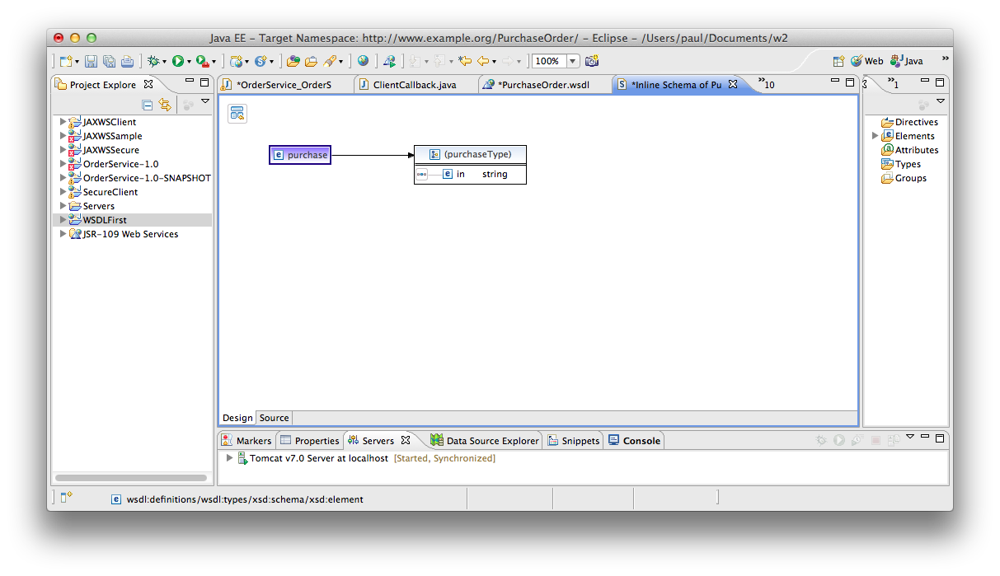 Java EE – Target Namespace: http://www.example.org/PurchaseOrder/ – Eclipse – /Users/paul/Documents/w2
100% Web Java »
Project Explore *OrderService_OrderS ClientCallback.java *PurchaseOrder.wsdl *Inline Schema of Pu »10 »1
JAXWSClient
JAXWSSample
JAXWSSecure
OrderService-1.0
OrderService-1.0-SNAPSHOT
SecureClient
Servers
WSDLFirst
JSR-109 Web Services
e purchase
(purchaseType)
e in string
Directives
Elements
Attributes
Types
Groups
Design Source
Markers Properties Servers Data Source Explorer Snippets Console
Tomcat v7.0 Server at localhost [Started, Synchronized]
e wsdl:definitions/wsdl:types/xsd:schema/xsd:element